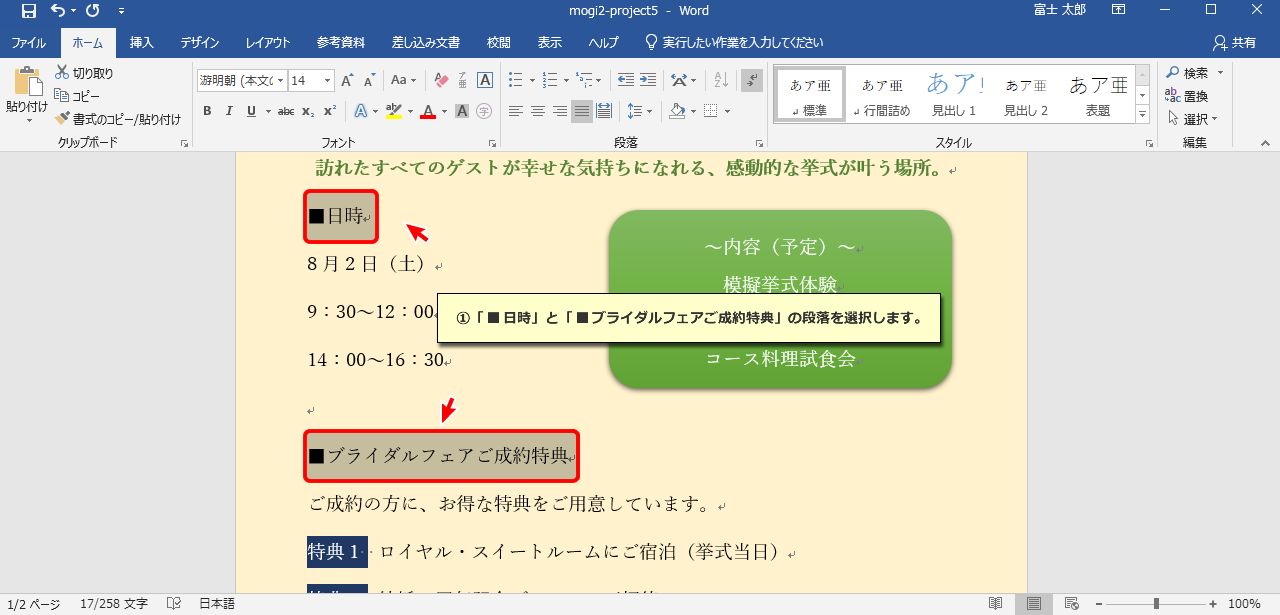 mogi2-project5 - Word
富士 太郎
ファイル ホーム 挿入 デザイン レイアウト 参考資料 差し込み文書 校閲 表示 ヘルプ 実行したい作業を入力してください 共有
貼り付け
切り取り
コピー
書式のコピー/貼り付け
クリップボード
游明朝 (本文の 14
フォント
段落
あア亜 あア亜 あア あア亜 あア亜
標準 行間詰め 見出し 1 見出し 2 表題
スタイル
検索
置換
選択
編集
訪れたすべてのゲストが幸せな気持ちになれる、感動的な挙式が叶う場所。
■日時
8月2日（土）
9：30～12：00
14：00～16：30
～内容（予定）～
模擬挙式体験
コース料理試食会
①「■日時」と「■ブライダルフェアご成約特典」の段落を選択します。
■ブライダルフェアご成約特典
ご成約の方に、お得な特典をご用意しています。
特典1 ロイヤル・スイートルームにご宿泊（挙式当日）
1/2 ページ 17/258 文字 日本語 100%